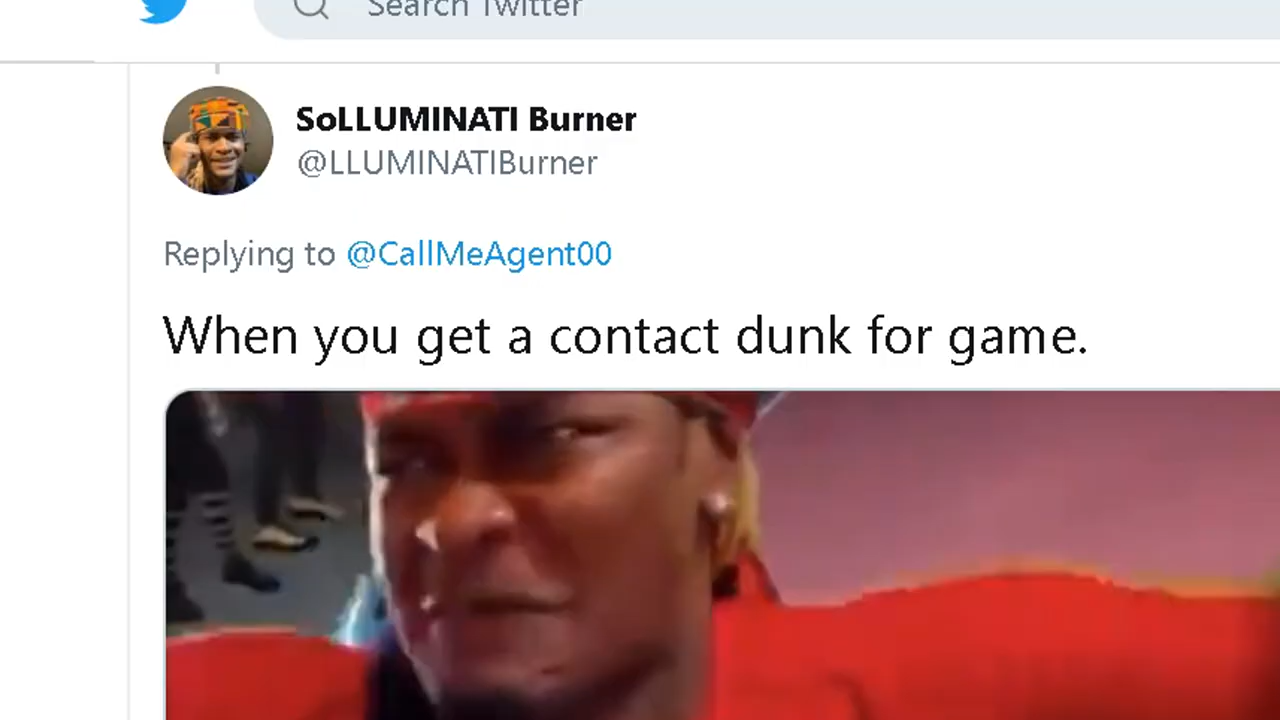 Search Twitter
SoLLUMINATI Burner
@LLUMINATIBurner
Replying to @CallMeAgent00
When you get a contact dunk for game.